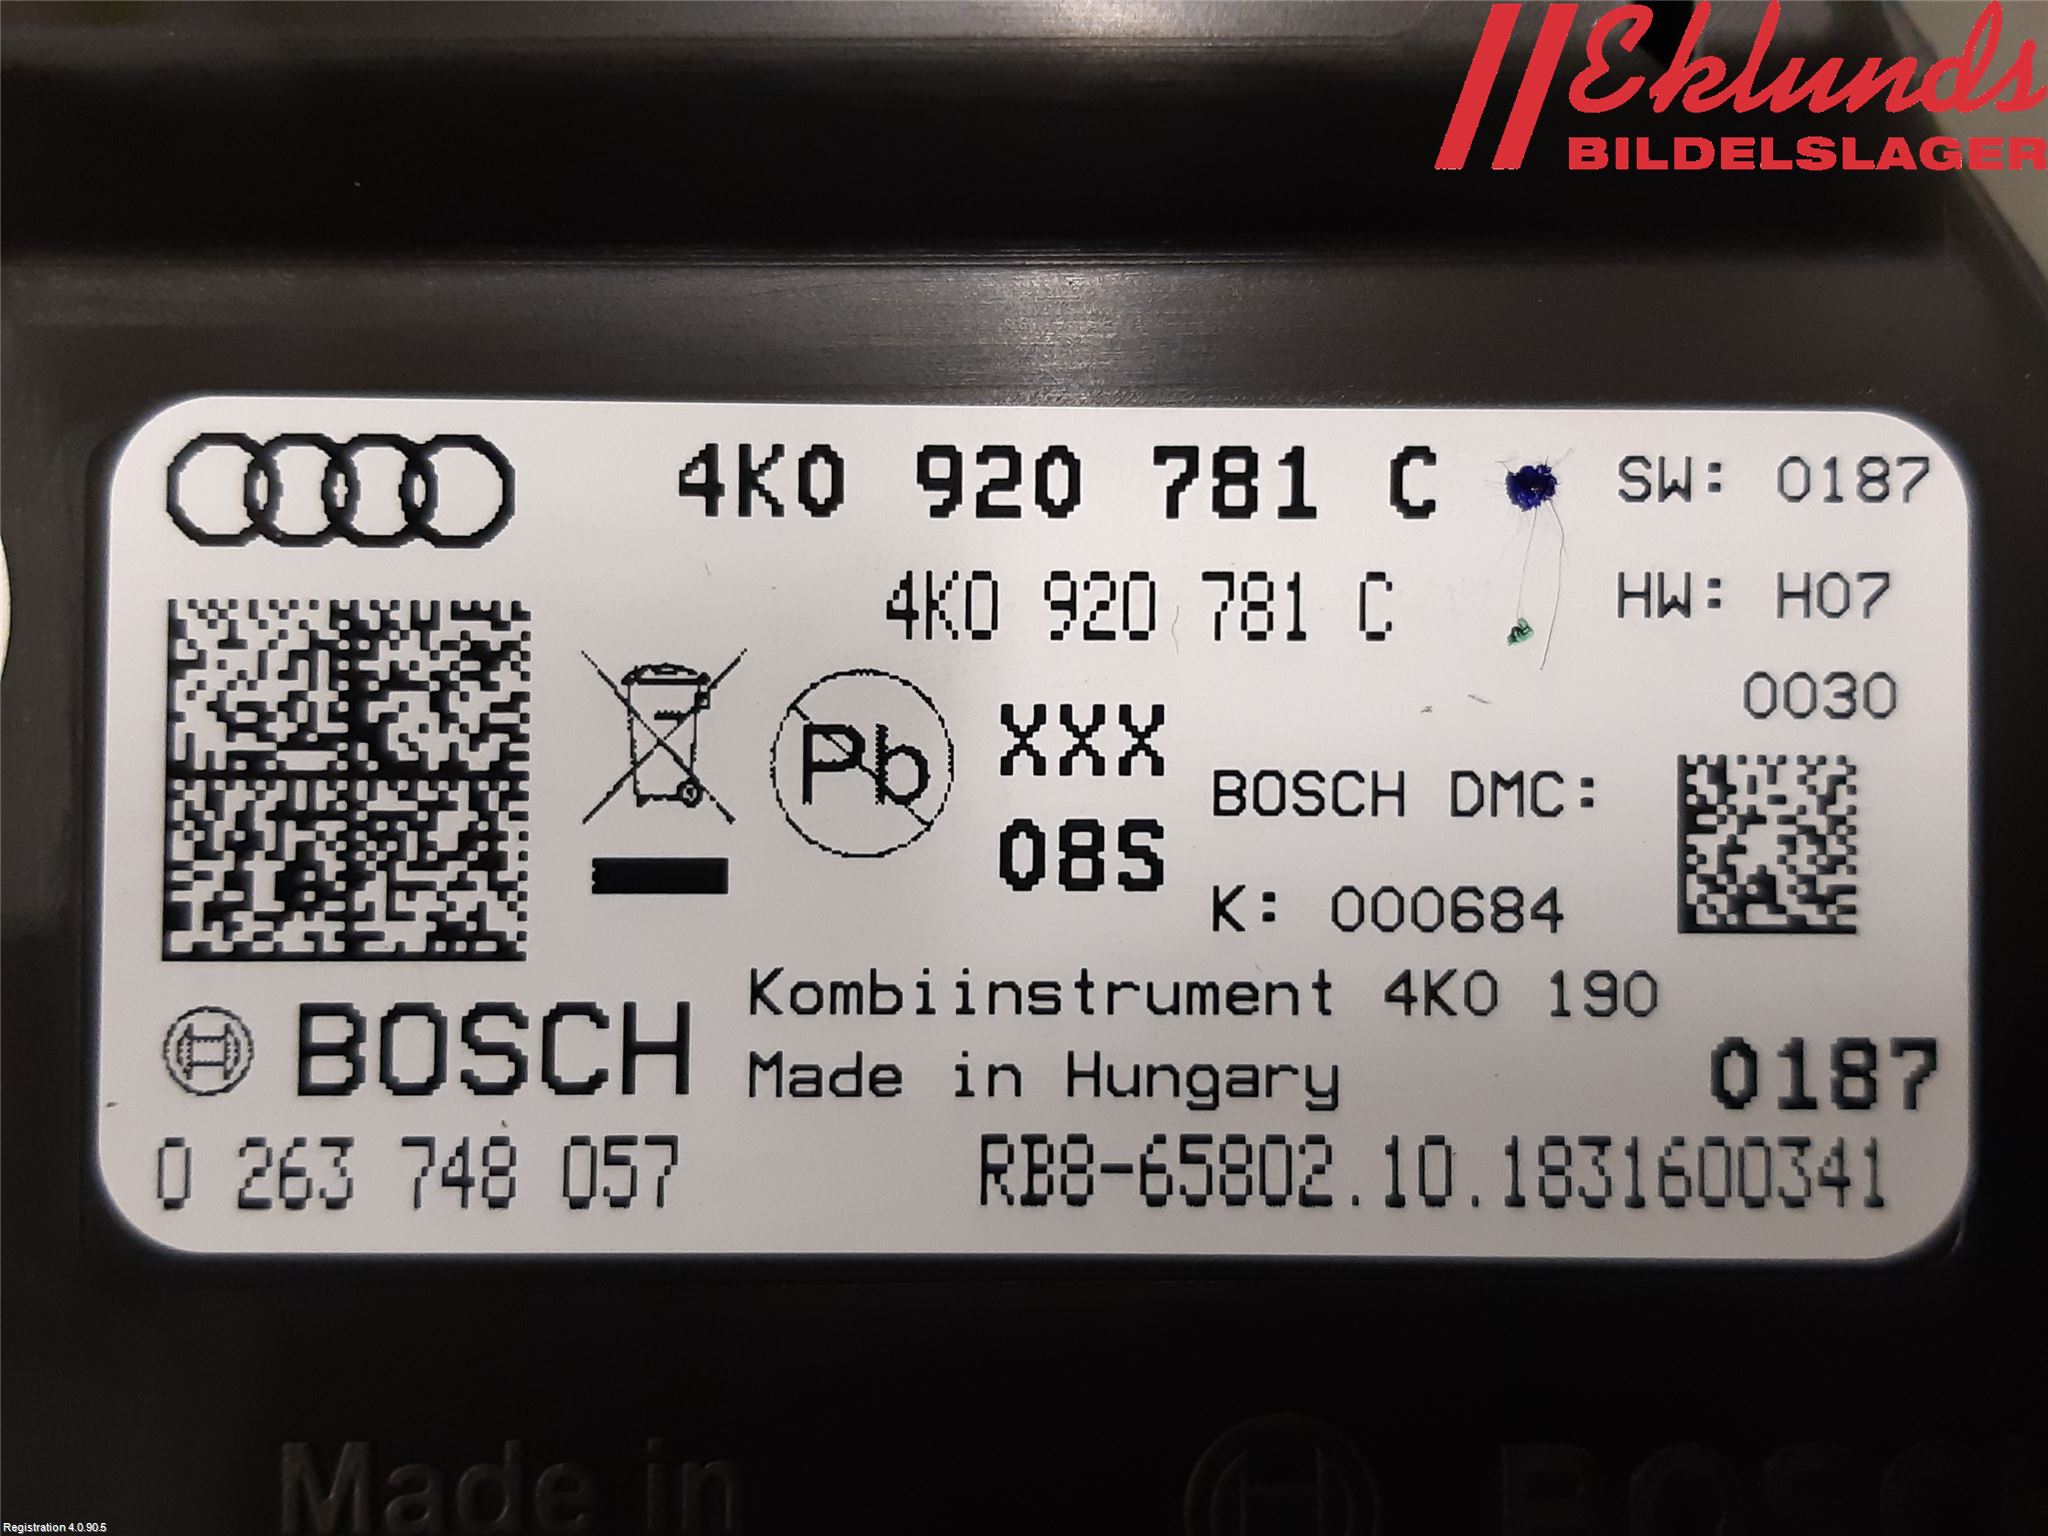 Eklunds
BILDELSLAGER
4K0 920 781 C
SW: 0187
4K0 920 781 C
HW: H07
0030
Pb
XXX
08S
BOSCH DMC:
K: 000684
BOSCH
Kombiinstrument 4K0 190
Made in Hungary
0187
0 263 748 057
RB8-65802.10.1831600341
Made in
BOSCH
Registration 4.0.90.5